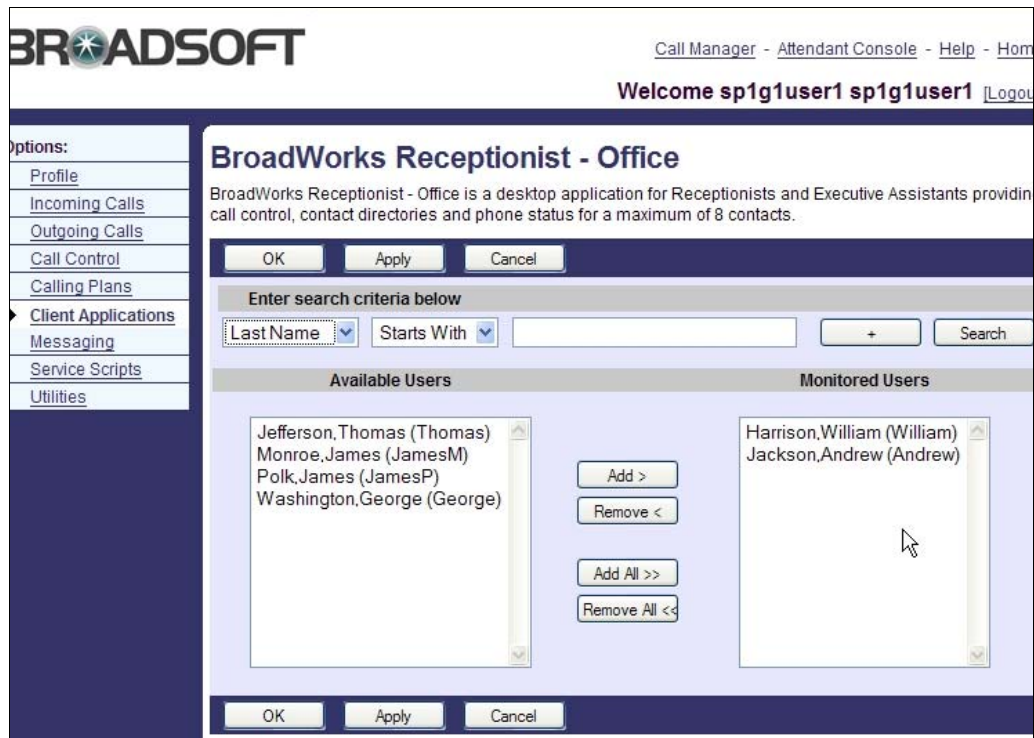 BROADSOFT
Call Manager - Attendant Console - Help - Hom
Welcome sp1g1user1 sp1g1user1 [Logou
Options:
Profile
Incoming Calls
Outgoing Calls
Call Control
Calling Plans
Client Applications
Messaging
Service Scripts
Utilities
BroadWorks Receptionist - Office
BroadWorks Receptionist - Office is a desktop application for Receptionists and Executive Assistants providin
call control, contact directories and phone status for a maximum of 8 contacts.
OK Apply Cancel
Enter search criteria below
Last Name Starts With + Search
Available Users Monitored Users
Jefferson,Thomas (Thomas)
Monroe,James (JamesM)
Polk,James (JamesP)
Washington,George (George)
Add >
Remove <
Add All >>
Remove All <<
Harrison,William (William)
Jackson,Andrew (Andrew)
OK Apply Cancel